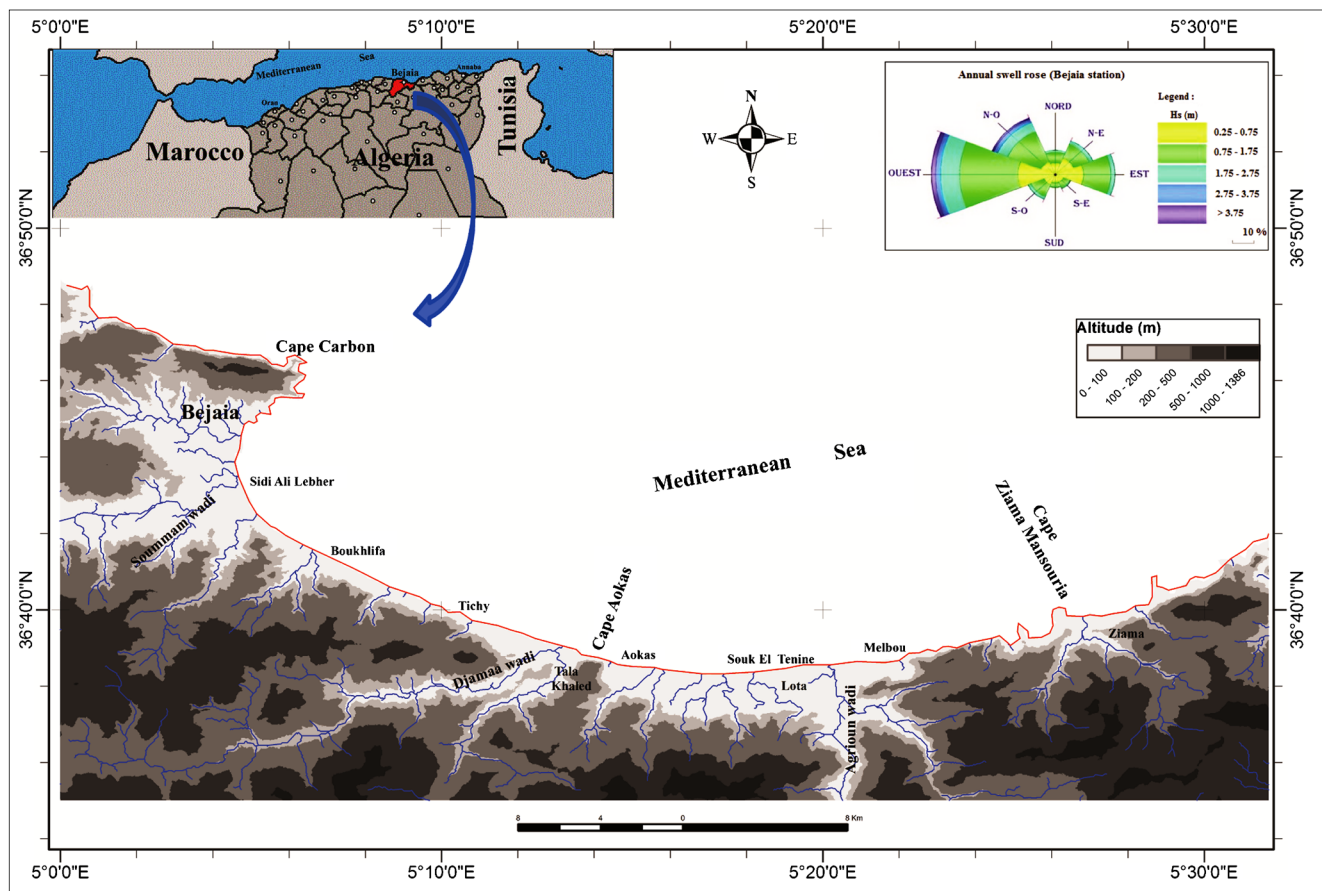 5°0'0"E 5°10'0"E 5°20'0"E 5°30'0"E
Mediterranean Sea
Bejaia
Annaba
Oran
Marocco
Algeria
Tunisia
N
W E
S
Annual swell rose (Bejaia station)
NORD
N-O
N-E
OUEST
EST
S-O
S-E
SUD
Legend :
Hs (m)
0.25 - 0.75
0.75 - 1.75
1.75 - 2.75
2.75 - 3.75
> 3.75
10 %
36°50'0"N
36°50'0"N
Altitude (m)
0 - 100
100 - 200
200 - 500
500 - 1000
1000 - 1386
Cape Carbon
Bejaia
Mediterranean Sea
Sidi Ali Lebher
Soummam wadi
Boukhlifa
Cape
Ziama Mansouria
36°40'0"N
36°40'0"N
Tichy
Cape Aokas
Ziama
Djamaa wadi
Tala
Khaled
Aokas
Souk El Tenine
Melbou
Lota
Agrioun wadi
8 4 0 8 Km
5°0'0"E 5°10'0"E 5°20'0"E 5°30'0"E